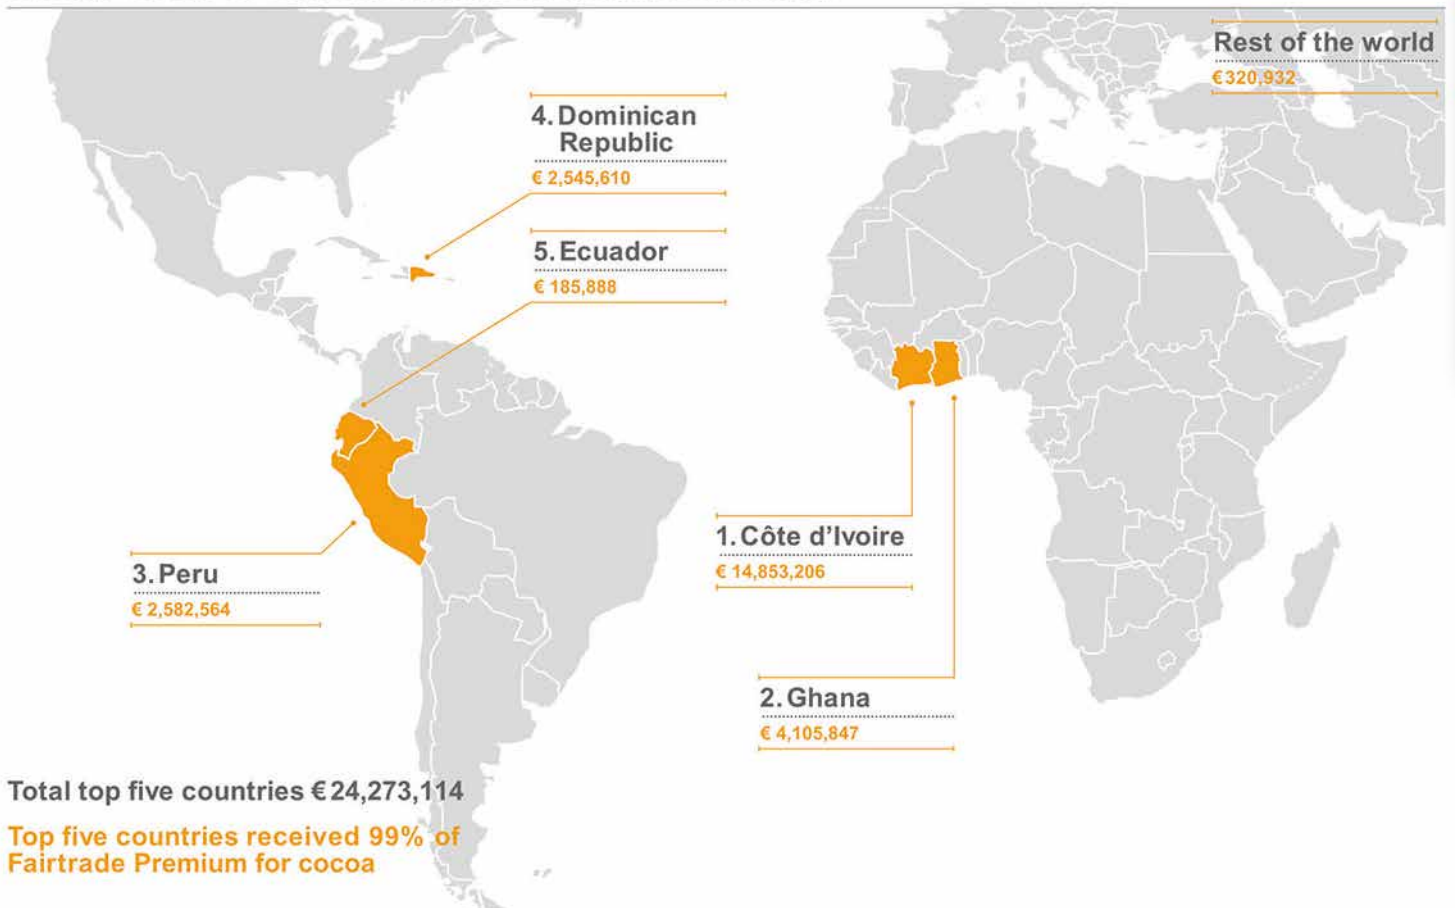 Rest of the world
€320,932
4. Dominican
Republic
€ 2,545,610
5. Ecuador
€ 185,888
1. Côte d’Ivoire
€ 14,853,206
3. Peru
€ 2,582,564
2. Ghana
€ 4,105,847
Total top five countries €24,273,114
Top five countries received 99% of
Fairtrade Premium for cocoa